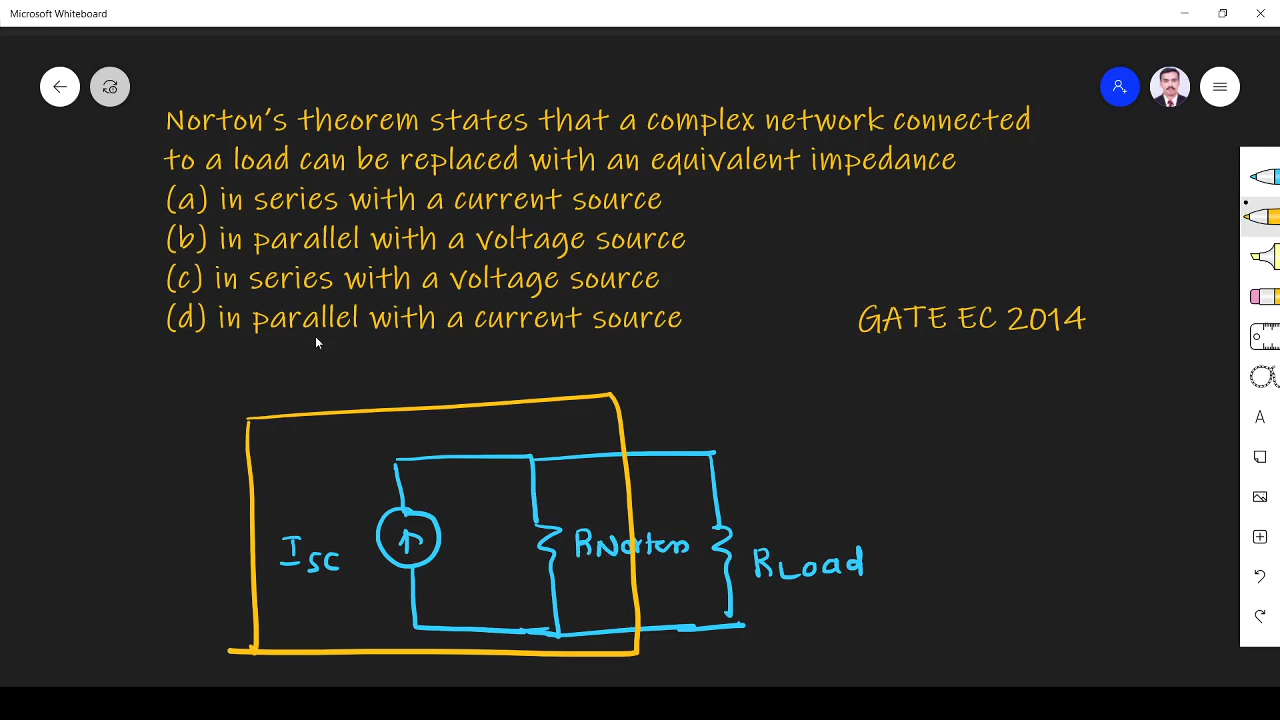 Microsoft Whiteboard
Norton's theorem states that a complex network connected
to a load can be replaced with an equivalent impedance
(a) in series with a current source
(b) in parallel with a voltage source
(c) in series with a voltage source
(d) in parallel with a current source GATE EC 2014
ISC RNorton RLoad
A